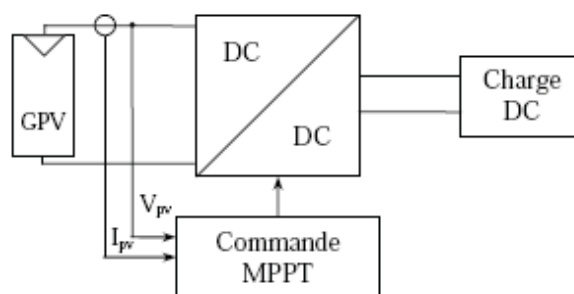 DC
DC
GPV
Charge
DC
V_pv
I_pv
Commande
MPPT